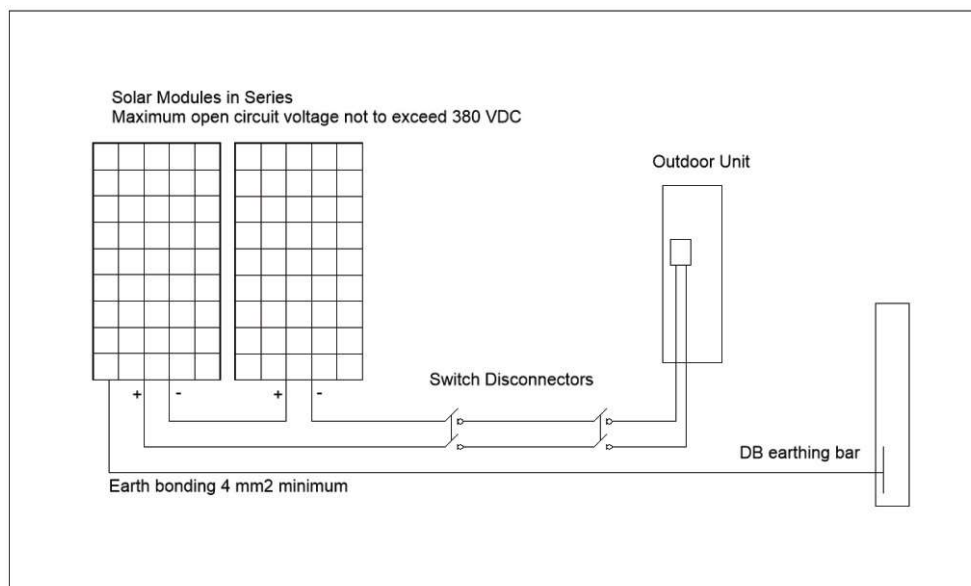 Solar Modules in Series
Maximum open circuit voltage not to exceed 380 VDC
Outdoor Unit
Switch Disconnectors
+ - + -
DB earthing bar
Earth bonding 4 mm2 minimum